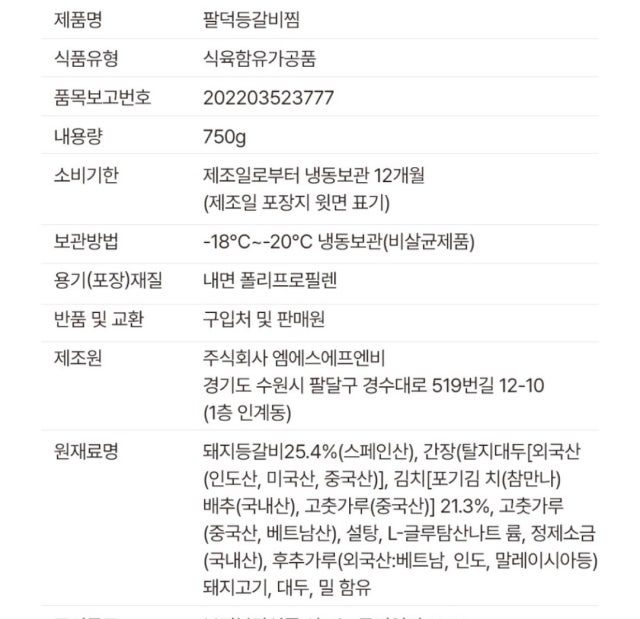 제품명 팔덕등갈비찜
식품유형 식육함유가공품
품목보고번호 202203523777
내용량 750g
소비기한 제조일로부터 냉동보관 12개월
(제조일 포장지 윗면 표기)
보관방법 -18°C~-20°C 냉동보관(비살균제품)
용기(포장)재질 내면 폴리프로필렌
반품 및 교환 구입처 및 판매원
제조원 주식회사 엠에스에프엔비
경기도 수원시 팔달구 경수대로 519번길 12-10
(1층 인계동)
원재료명 돼지등갈비25.4%(스페인산), 간장(탈지대두[외국산
(인도산, 미국산, 중국산)], 김치[포기김 치(참만나)
배추(국내산), 고춧가루(중국산)] 21.3%, 고춧가루
(중국산, 베트남산), 설탕, L-글루탐산나트 륨, 정제소금
(국내산), 후추가루(외국산:베트남, 인도, 말레이시아등)
돼지고기, 대두, 밀 함유